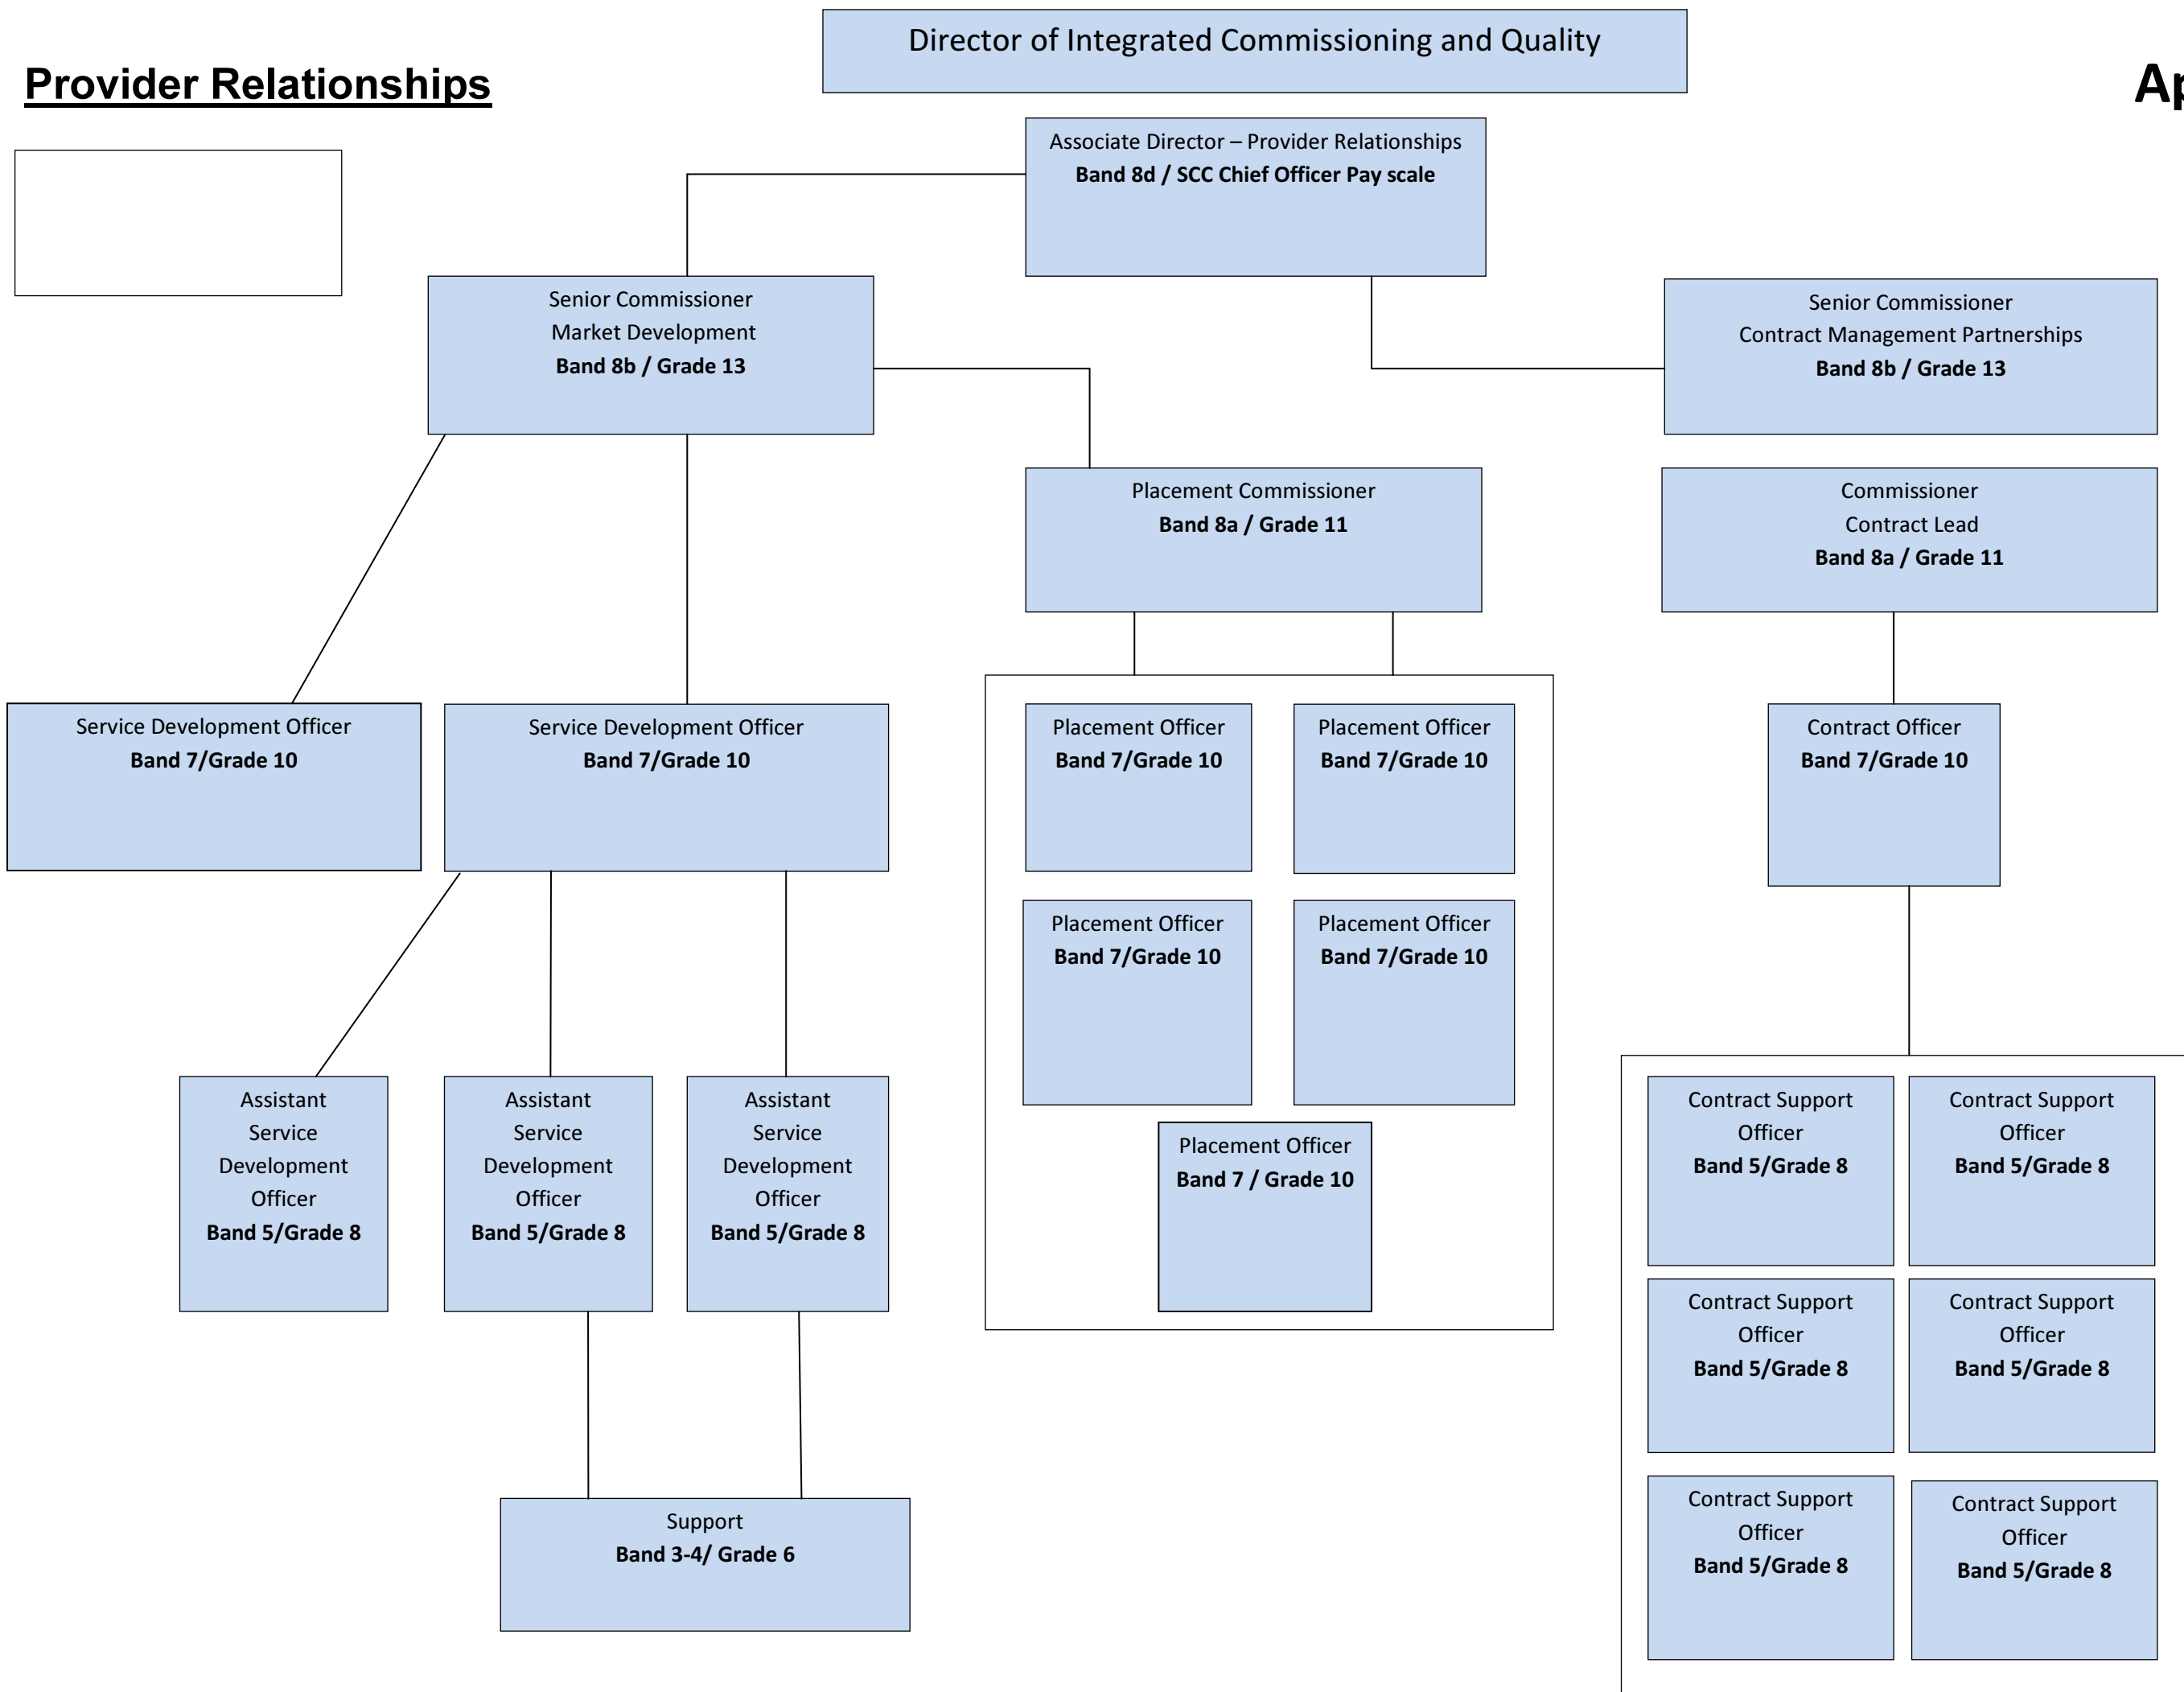 Director of Integrated Commissioning and Quality
Provider Relationships
Ap
Associate Director – Provider Relationships
Band 8d / SCC Chief Officer Pay scale
Senior Commissioner
Market Development
Band 8b / Grade 13
Senior Commissioner
Contract Management Partnerships
Band 8b / Grade 13
Placement Commissioner
Band 8a / Grade 11
Commissioner
Contract Lead
Band 8a / Grade 11
Service Development Officer
Band 7/Grade 10
Service Development Officer
Band 7/Grade 10
Placement Officer
Band 7/Grade 10
Placement Officer
Band 7/Grade 10
Contract Officer
Band 7/Grade 10
Placement Officer
Band 7/Grade 10
Placement Officer
Band 7/Grade 10
Placement Officer
Band 7 / Grade 10
Assistant
Service
Development
Officer
Band 5/Grade 8
Assistant
Service
Development
Officer
Band 5/Grade 8
Assistant
Service
Development
Officer
Band 5/Grade 8
Contract Support
Officer
Band 5/Grade 8
Contract Support
Officer
Band 5/Grade 8
Contract Support
Officer
Band 5/Grade 8
Contract Support
Officer
Band 5/Grade 8
Contract Support
Officer
Band 5/Grade 8
Contract Support
Officer
Band 5/Grade 8
Support
Band 3-4/ Grade 6